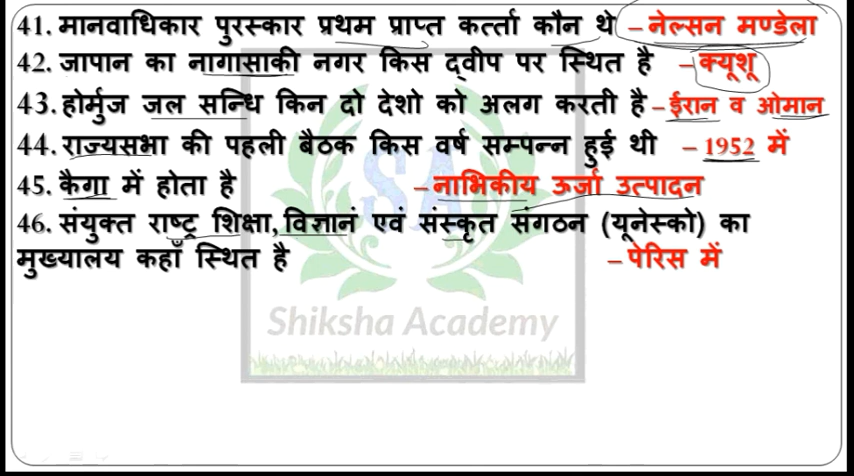 41. मानवाधिकार पुरस्कार प्रथम प्राप्त कर्त्ता कौन थे – नेल्सन मण्डेला
42. जापान का नागासाकी नगर किस द्वीप पर स्थित है – क्यूशू
43. होर्मुज जल सन्धि किन दो देशो को अलग करती है – ईरान व ओमान
44. राज्यसभा की पहली बैठक किस वर्ष सम्पन्न हुई थी – 1952 में
45. कैगा में होता है – नाभिकीय ऊर्जा उत्पादन
46. संयुक्त राष्ट्र शिक्षा, विज्ञानं एवं संस्कृत संगठन (यूनेस्को) का
मुख्यालय कहाँ स्थित है – पेरिस में
SA
Shiksha Academy